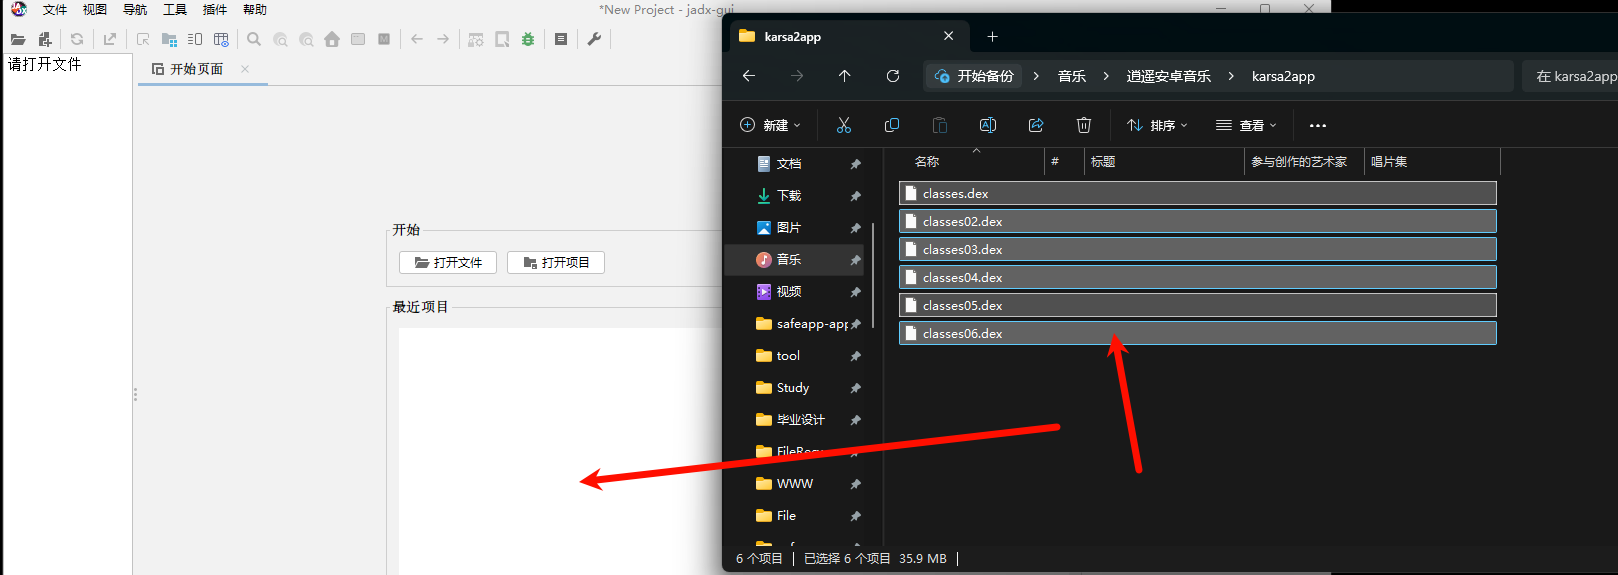 文件 视图 导航 工具 插件 帮助
*New Project - jadx-gui
请打开文件
开始页面
开始
打开文件 打开项目
最近项目
karsa2app
开始备份 音乐 逍遥安卓音乐 karsa2app
在 karsa2app
新建 排序 查看
文档
下载
图片
音乐
视频
safeapp-app
tool
Study
毕业设计
WWW
File
名称 # 标题 参与创作的艺术家 唱片集
classes.dex
classes02.dex
classes03.dex
classes04.dex
classes05.dex
classes06.dex
6 个项目 已选择 6 个项目 35.9 MB